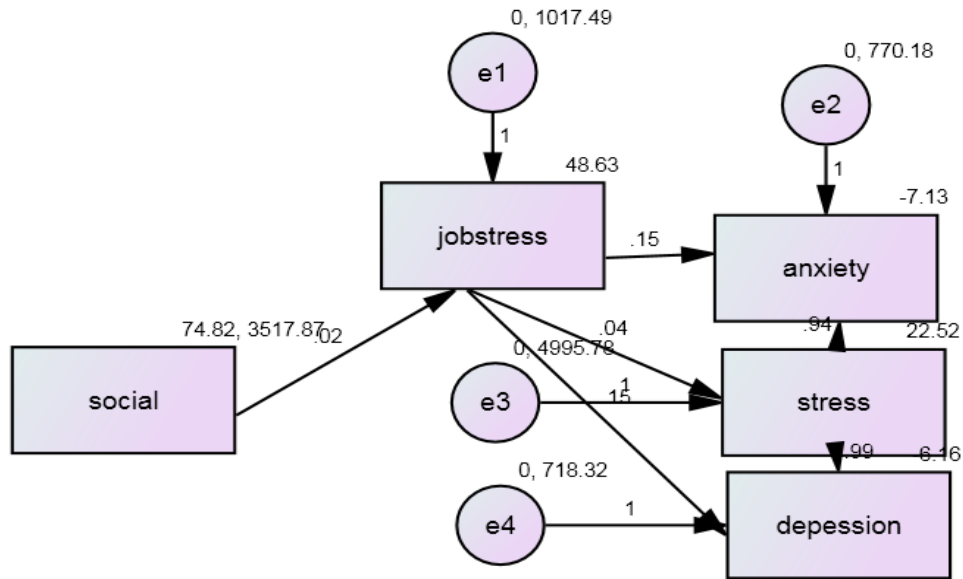 0, 1017.49
e1
0, 770.18
e2
1
1
48.63
-7.13
jobstress
.15
anxiety
74.82, 3517.87
.02
.04
.94
22.52
0, 4995.78
social
e3
1
.15
stress
.99
-6.16
0, 718.32
e4
1
depession